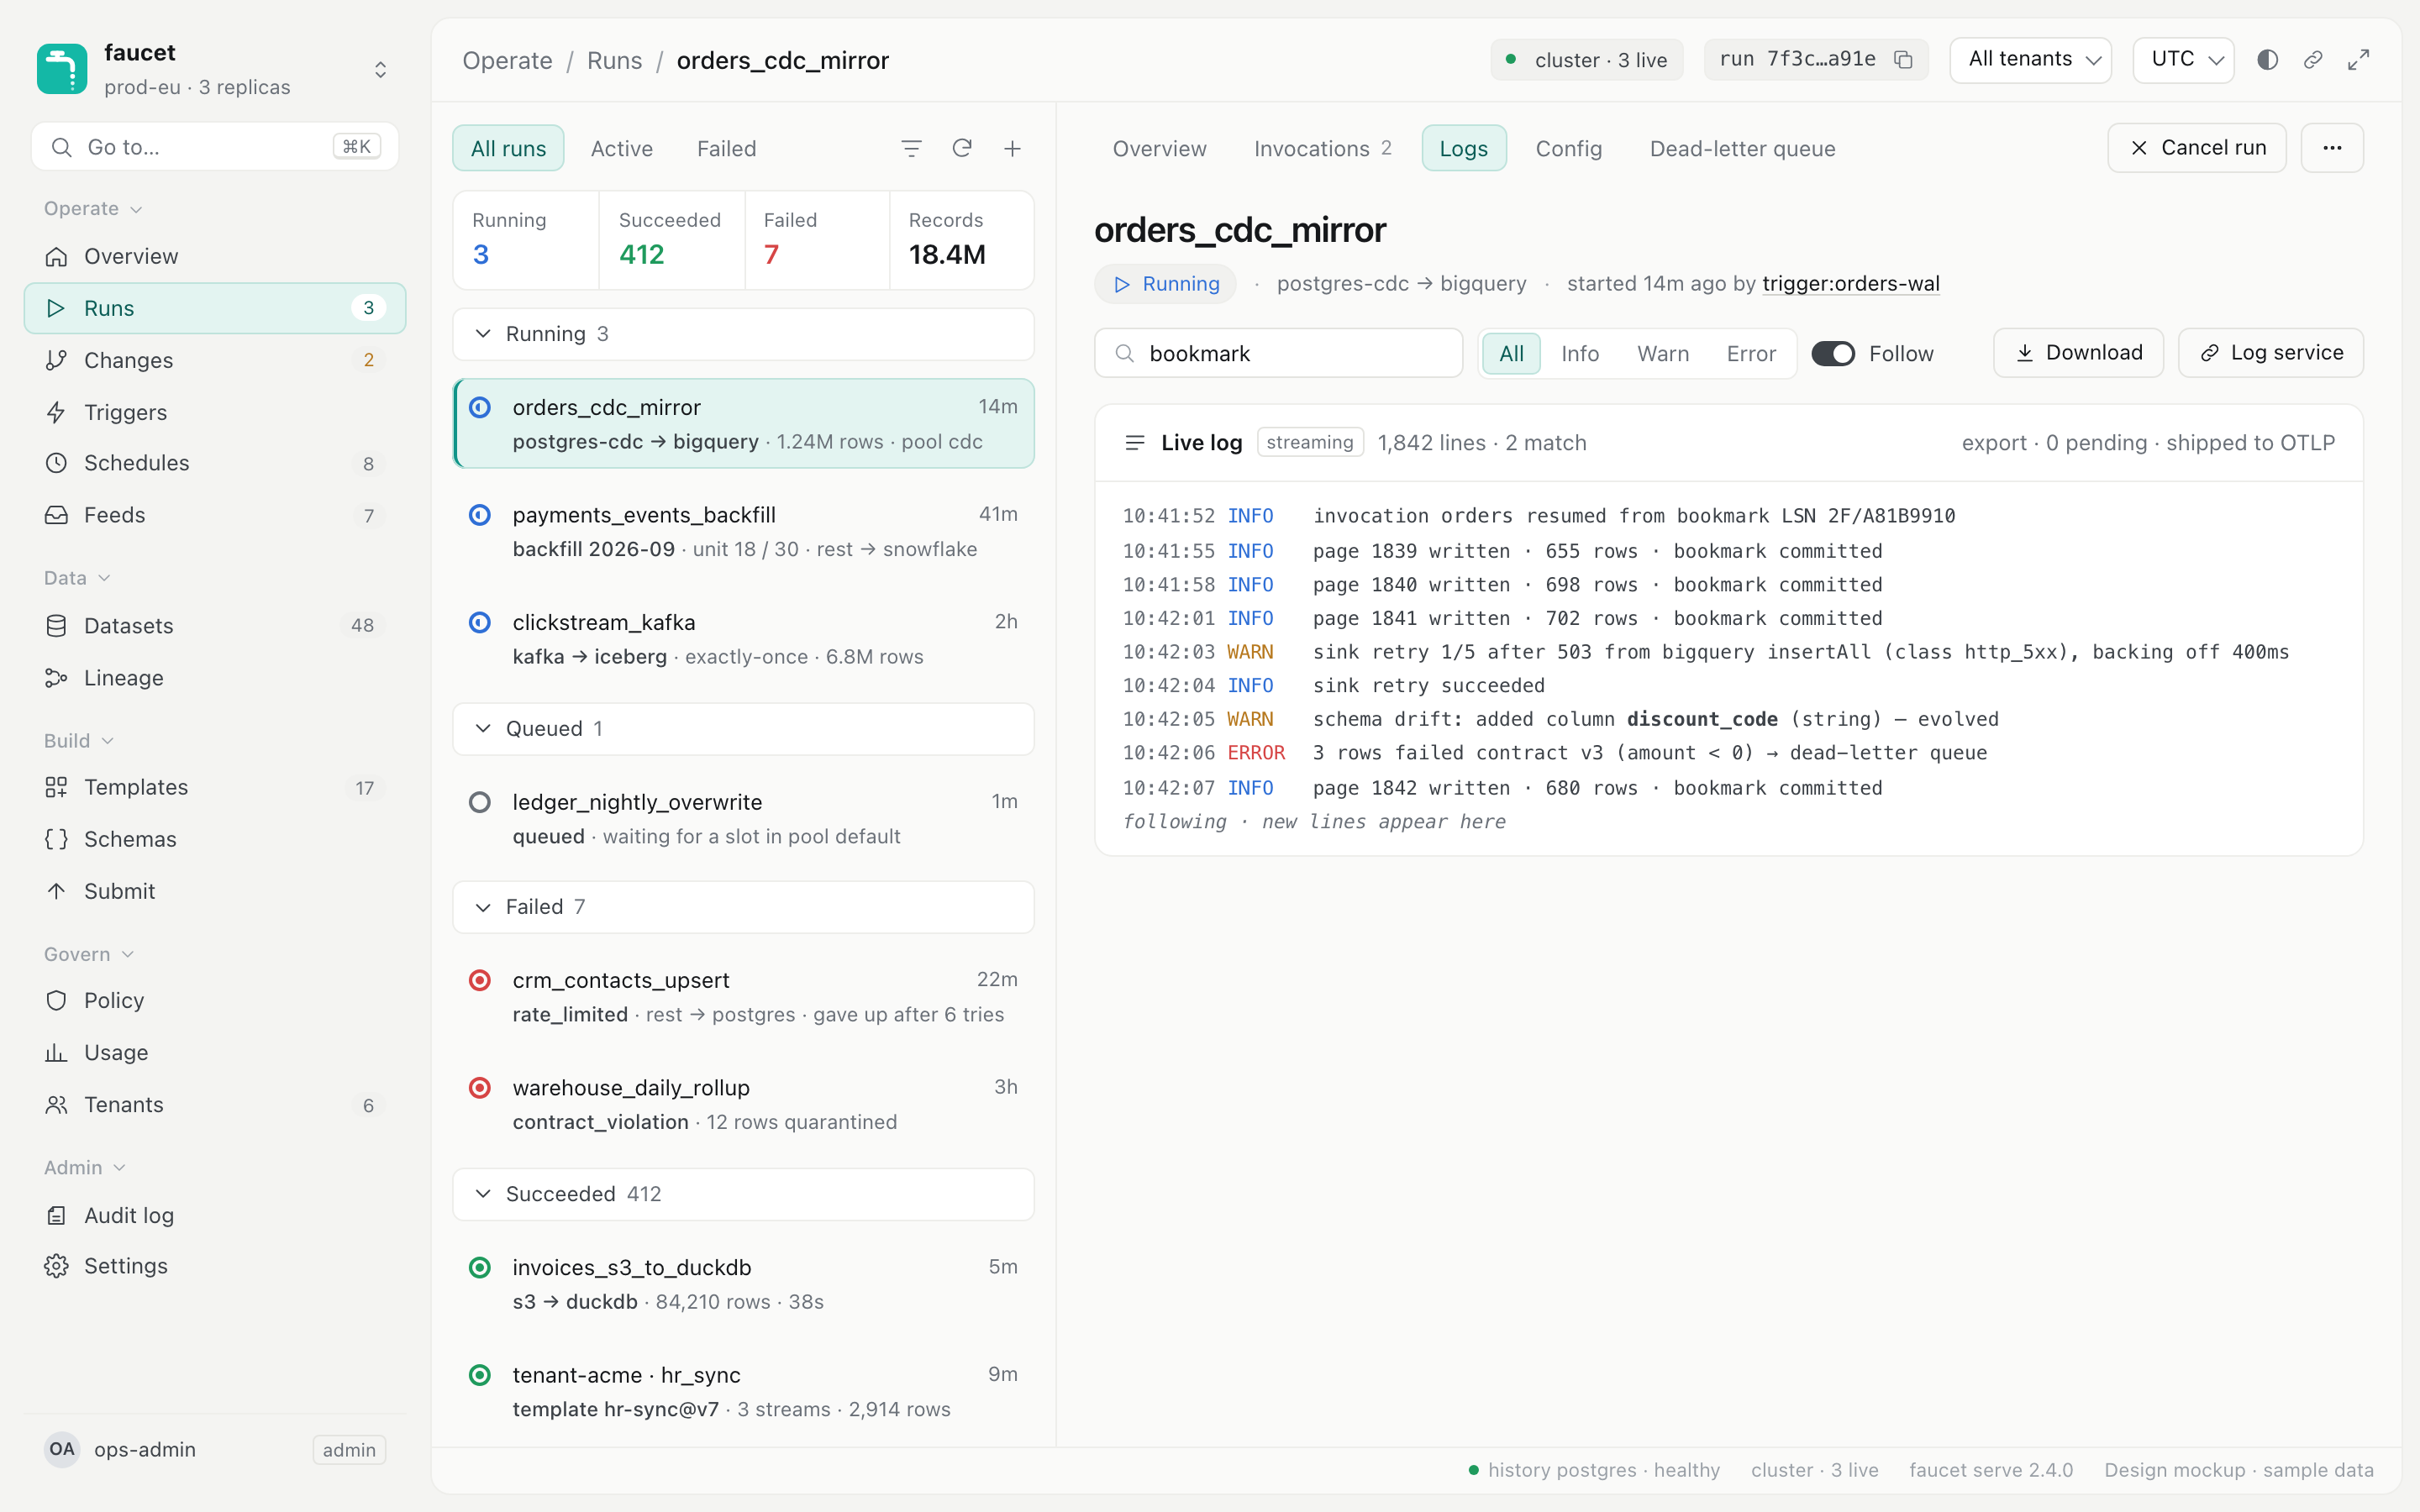 faucet
prod-eu · 3 replicas
Go to...
⌘K
Operate
Overview
Runs 3
Changes 2
Triggers
Schedules 8
Feeds 7
Data
Datasets 48
Lineage
Build
Templates 17
Schemas
Submit
Govern
Policy
Usage
Tenants 6
Admin
Audit log
Settings
OA ops-admin admin
Operate / Runs / orders_cdc_mirror
cluster · 3 live
run 7f3c…a91e
All tenants
UTC
All runs Active Failed
Running Succeeded Failed Records
3 412 7 18.4M
Running 3
orders_cdc_mirror 14m
postgres-cdc → bigquery · 1.24M rows · pool cdc
payments_events_backfill 41m
backfill 2026-09 · unit 18 / 30 · rest → snowflake
clickstream_kafka 2h
kafka → iceberg · exactly-once · 6.8M rows
Queued 1
ledger_nightly_overwrite 1m
queued · waiting for a slot in pool default
Failed 7
crm_contacts_upsert 22m
rate_limited · rest → postgres · gave up after 6 tries
warehouse_daily_rollup 3h
contract_violation · 12 rows quarantined
Succeeded 412
invoices_s3_to_duckdb 5m
s3 → duckdb · 84,210 rows · 38s
tenant-acme · hr_sync 9m
template hr-sync@v7 · 3 streams · 2,914 rows
Overview Invocations 2 Logs Config Dead-letter queue
Cancel run
orders_cdc_mirror
Running · postgres-cdc → bigquery · started 14m ago by trigger:orders-wal
bookmark
All Info Warn Error
Follow
Download
Log service
Live log streaming 1,842 lines · 2 match
export · 0 pending · shipped to OTLP
10:41:52 INFO invocation orders resumed from bookmark LSN 2F/A81B9910
10:41:55 INFO page 1839 written · 655 rows · bookmark committed
10:41:58 INFO page 1840 written · 698 rows · bookmark committed
10:42:01 INFO page 1841 written · 702 rows · bookmark committed
10:42:03 WARN sink retry 1/5 after 503 from bigquery insertAll (class http_5xx), backing off 400ms
10:42:04 INFO sink retry succeeded
10:42:05 WARN schema drift: added column discount_code (string) — evolved
10:42:06 ERROR 3 rows failed contract v3 (amount < 0) → dead-letter queue
10:42:07 INFO page 1842 written · 680 rows · bookmark committed
following · new lines appear here
history postgres · healthy
cluster · 3 live
faucet serve 2.4.0
Design mockup · sample data